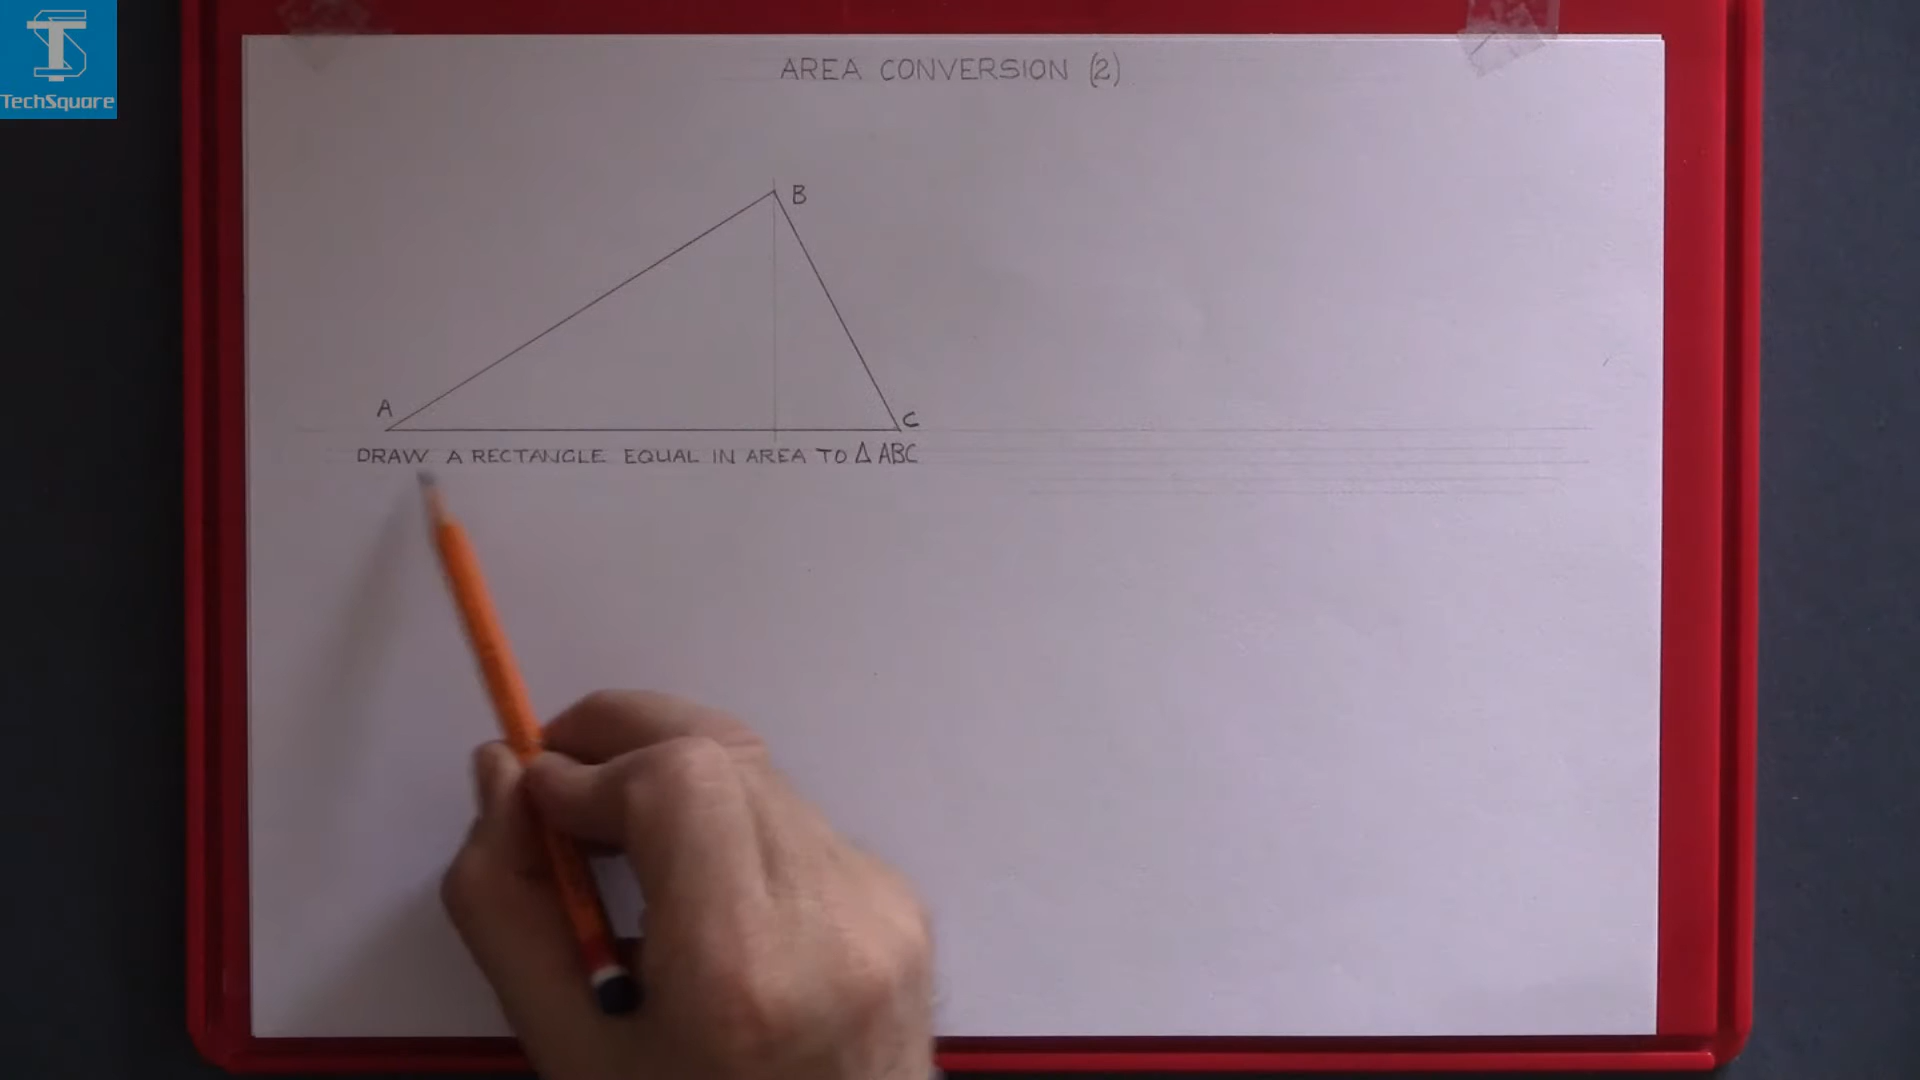 TechSquare
AREA CONVERSION (2)
B
A
C
DRAW A RECTANGLE EQUAL IN AREA TO Δ ABC